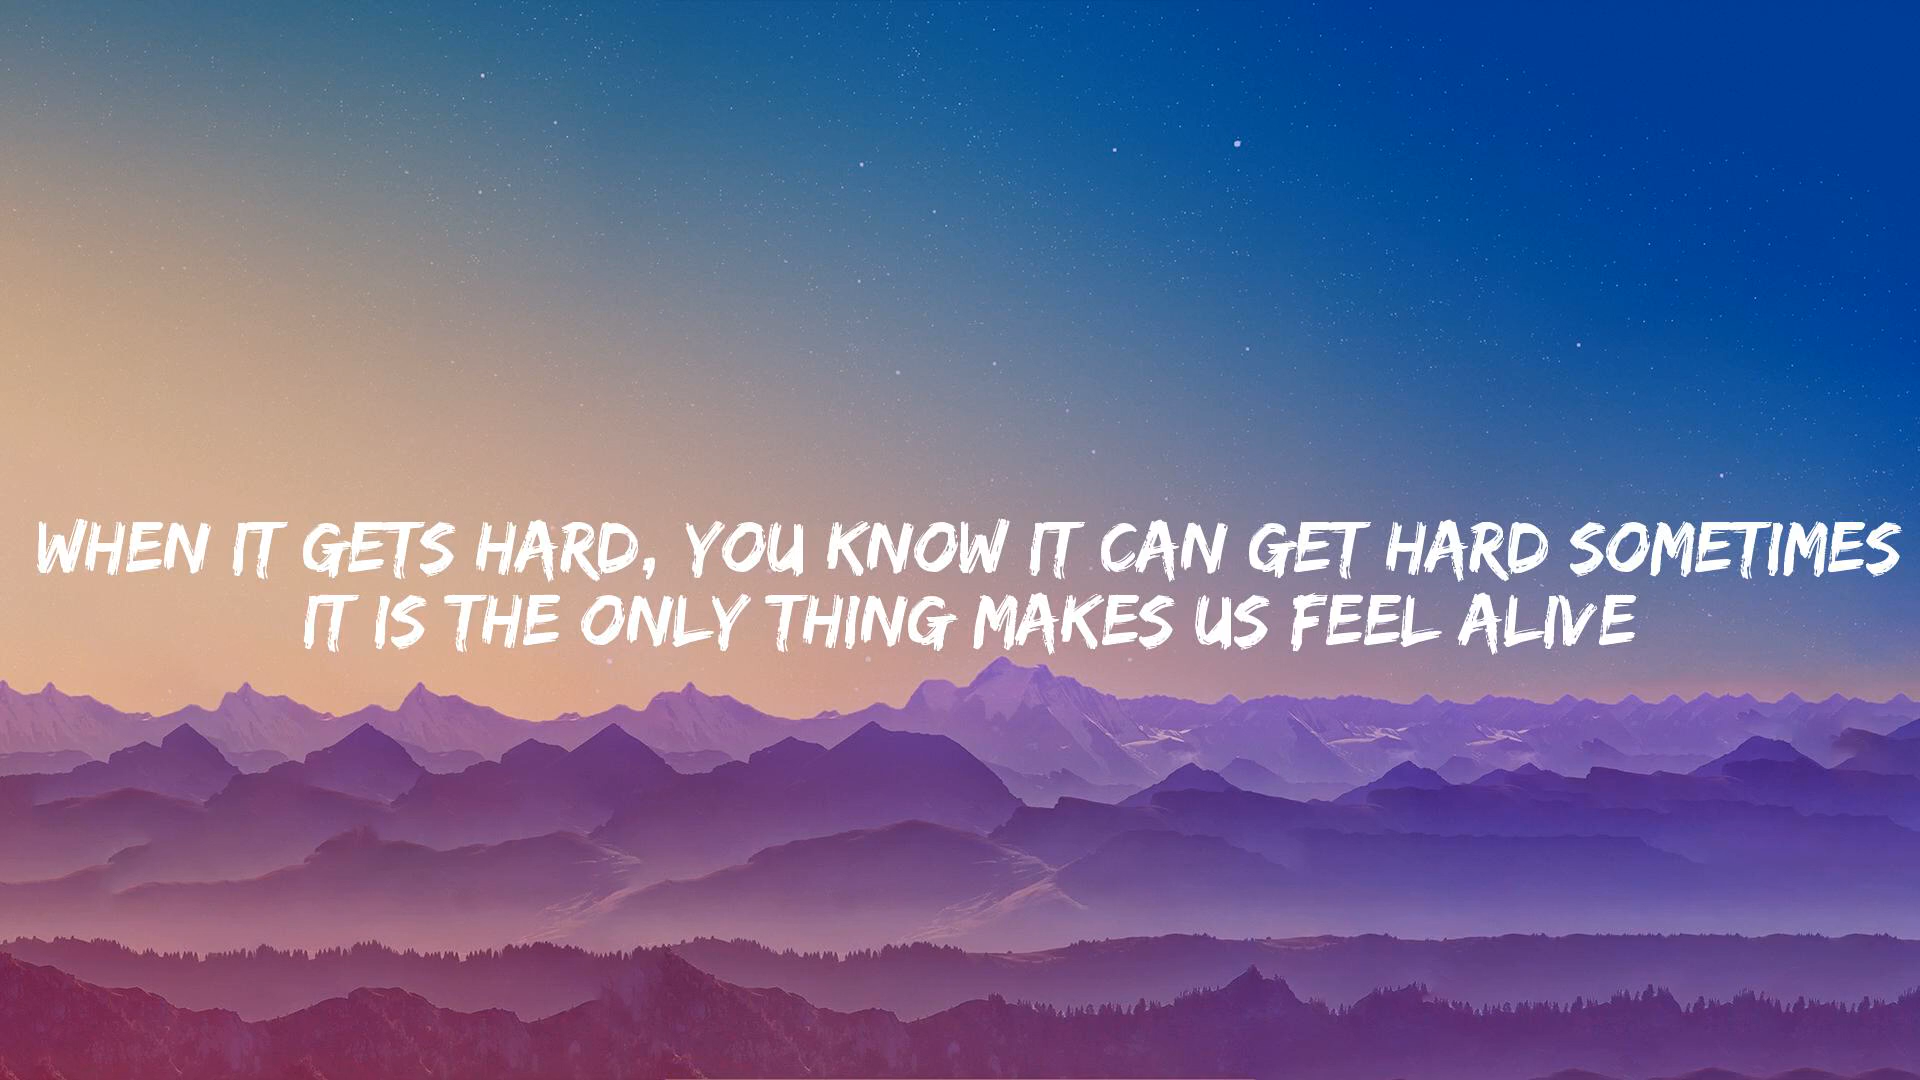 WHEN IT GETS HARD, YOU KNOW IT CAN GET HARD SOMETIMES
IT IS THE ONLY THING MAKES US FEEL ALIVE